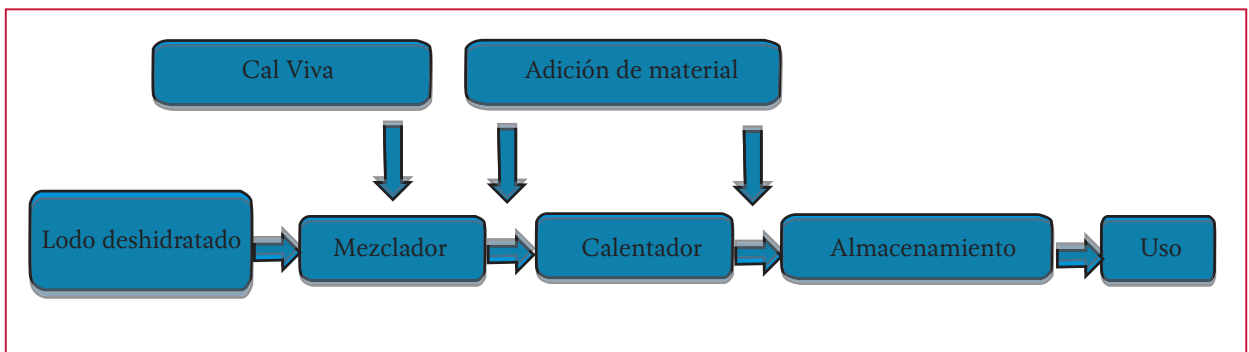 Cal Viva
Adición de material
Lodo deshidratado
Mezclador
Calentador
Almacenamiento
Uso